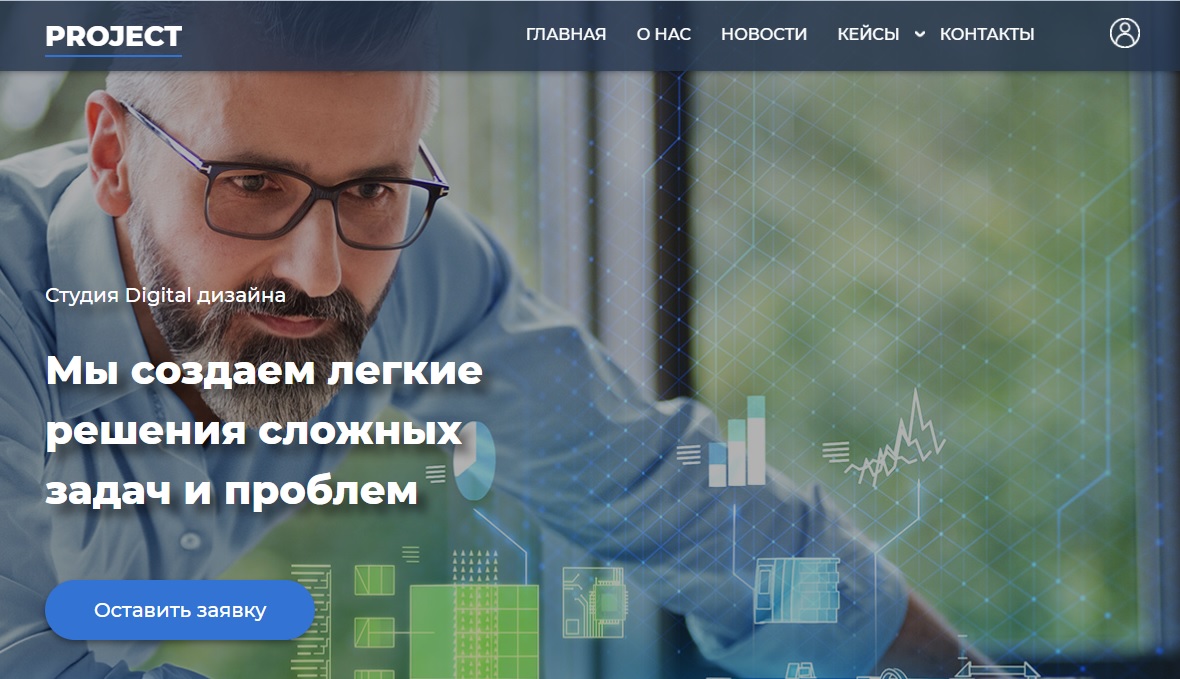 PROJECT
ГЛАВНАЯ О НАС НОВОСТИ КЕЙСЫ КОНТАКТЫ
Студия Digital дизайна
Мы создаем легкие
решения сложных
задач и проблем
Оставить заявку